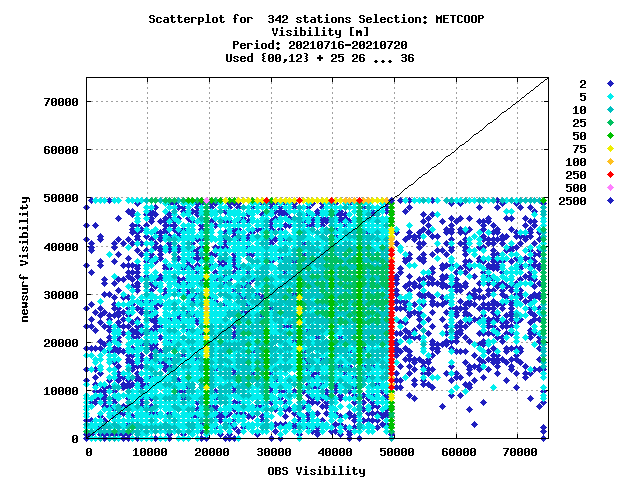 Scatterplot for  342 stations Selection: METCOOP
Visibility [m]
Period: 20210716-20210720
Used {00,12} + 25 26 ... 36
newsurf Visibility
70000
60000
50000
40000
30000
20000
10000
0
0 10000 20000 30000 40000 50000 60000 70000
OBS Visibility
2
5
10
25
50
75
100
250
500
2500